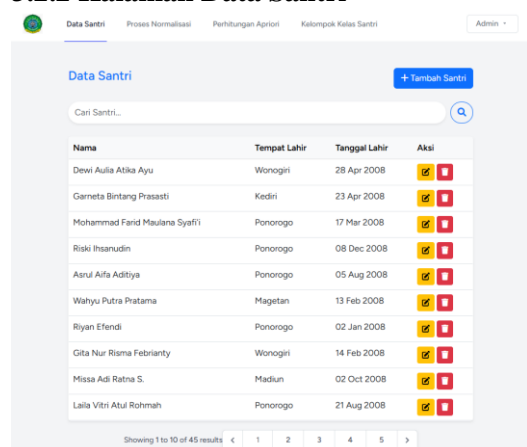 Data Santri Proses Normalisasi Perhitungan Apriori Kelompok Kelas Santri Admin
Data Santri + Tambah Santri
Cari Santri...
Nama Tempat Lahir Tanggal Lahir Aksi
Dewi Aulia Atika Ayu Wonogiri 28 Apr 2008
Garneta Bintang Prasasti Kediri 23 Apr 2008
Mohammad Farid Maulana Syafi'i Ponorogo 17 Mar 2008
Riski Ihsanudin Ponorogo 08 Dec 2008
Asrul Aifa Aditiya Ponorogo 05 Aug 2008
Wahyu Putra Pratama Magetan 13 Feb 2008
Riyan Efendi Ponorogo 02 Jan 2008
Gita Nur Risma Febrianty Wonogiri 14 Feb 2008
Missa Adi Ratna S. Madiun 02 Oct 2008
Laila Vitri Atul Rohmah Ponorogo 21 Aug 2008
Showing 1 to 10 of 45 results < 1 2 3 4 5 >